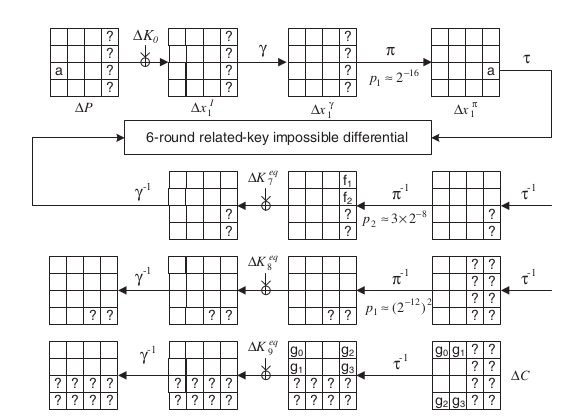 ? ? ? ?
? ? ?
a ? ? ? a
? ? ?
ΔK₀ γ π τ
p₁ ≈ 2⁻¹⁶
ΔP Δx₁ᴵ Δx₁^γ Δx₁^π
6-round related-key impossible differential
γ⁻¹ ΔK₇^eq π⁻¹ τ⁻¹
f₁
f₂
? ? ?
? ? ?
p₂ ≈ 3×2⁻⁸
γ⁻¹ ΔK₈^eq π⁻¹ τ⁻¹
? ?
? ?
? ?
? ? ? ? ? ? ? ?
p₁ ≈ (2⁻¹²)²
γ⁻¹ ΔK₉^eq τ⁻¹
g₀ g₂ g₀ g₁ ? ?
g₁ g₃ ? ?
? ? ? ? ? ? ? ? ? ? ? ? ? ?
? ? ? ? ? ? ? ? ? ? ? ? g₂ g₃ ? ?
ΔC